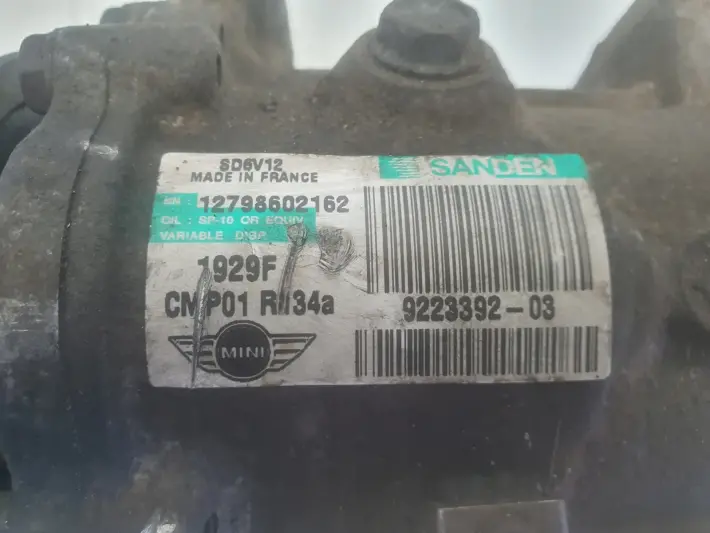 SD6V12
MADE IN FRANCE
SANDEN
SN : 12798602162
OIL : SP-10 OR EQUIV
VARIABLE DISP
1929F
CMP01 R134a
9223392-03
MINI